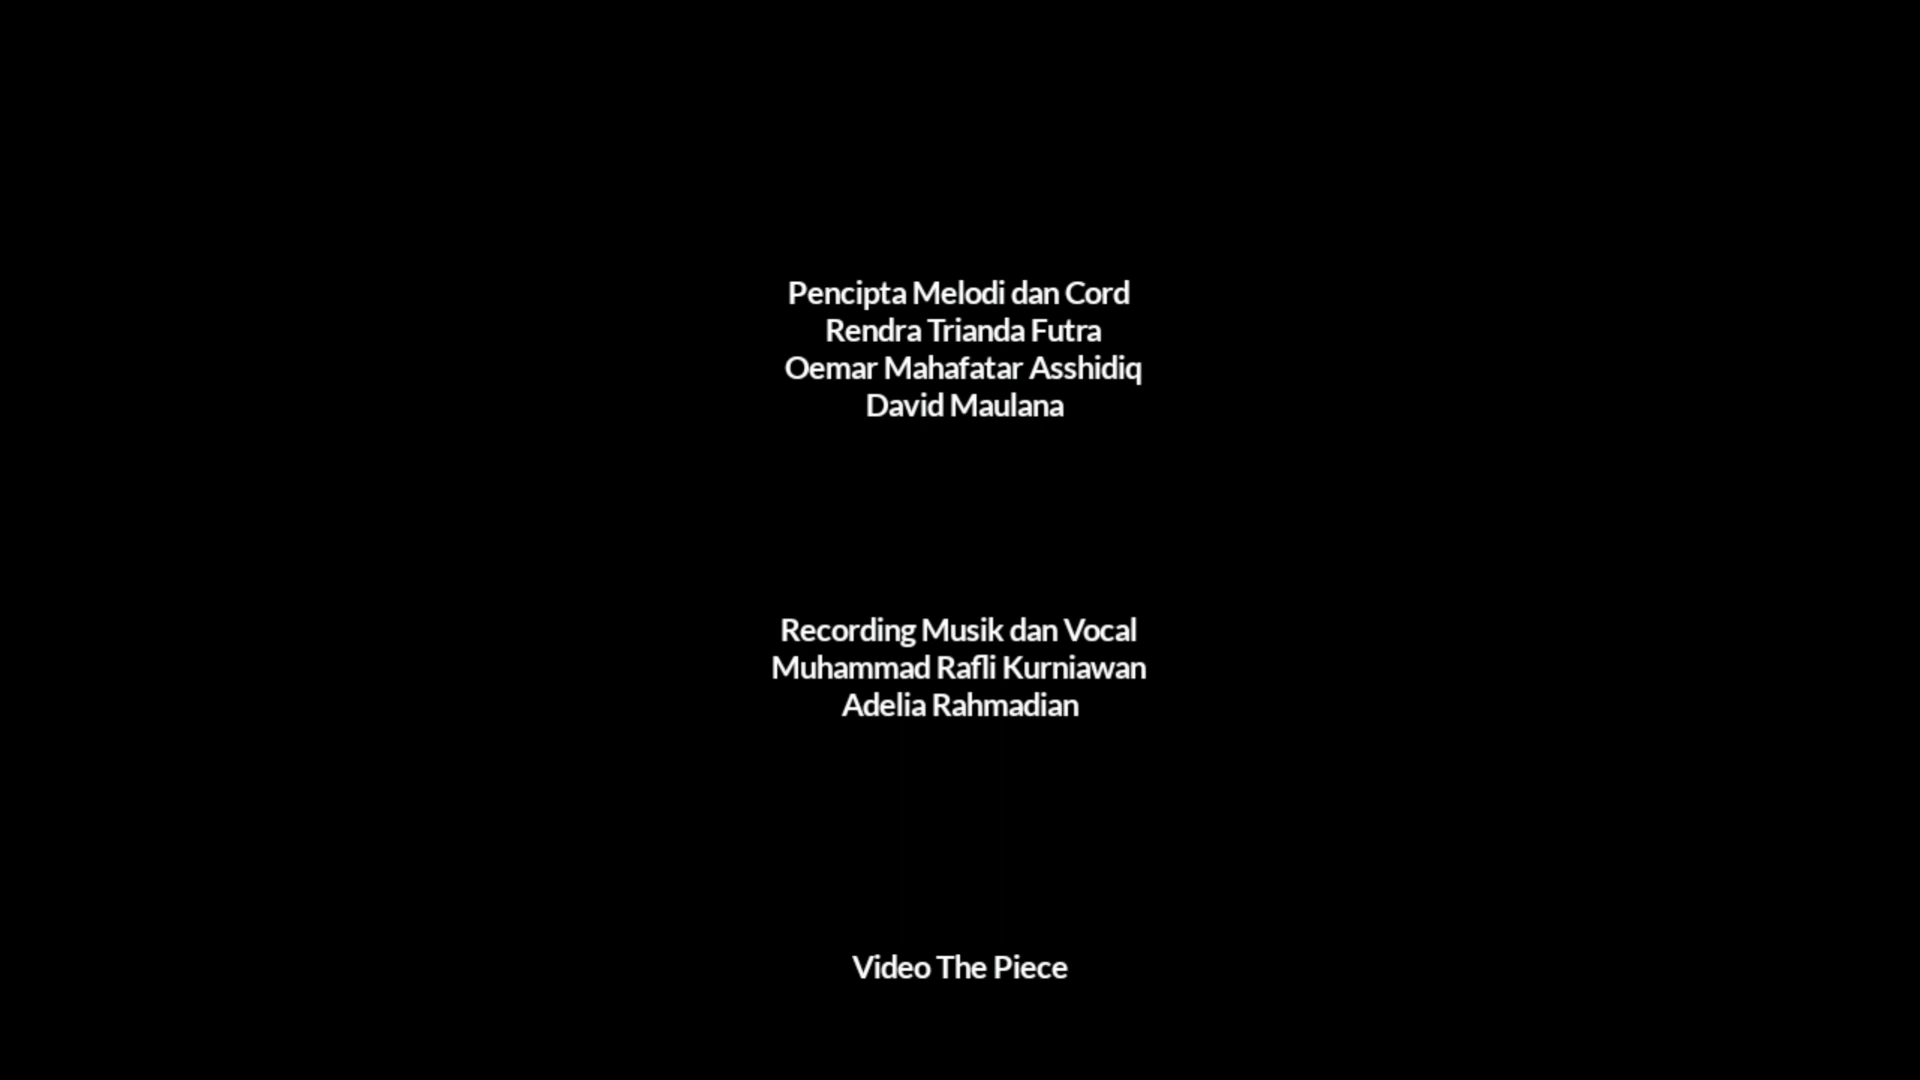 Pencipta Melodi dan Cord
Rendra Trianda Futra
Oemar Mahafatar Asshidiq
David Maulana
Recording Musik dan Vocal
Muhammad Rafli Kurniawan
Adelia Rahmadian
Video The Piece